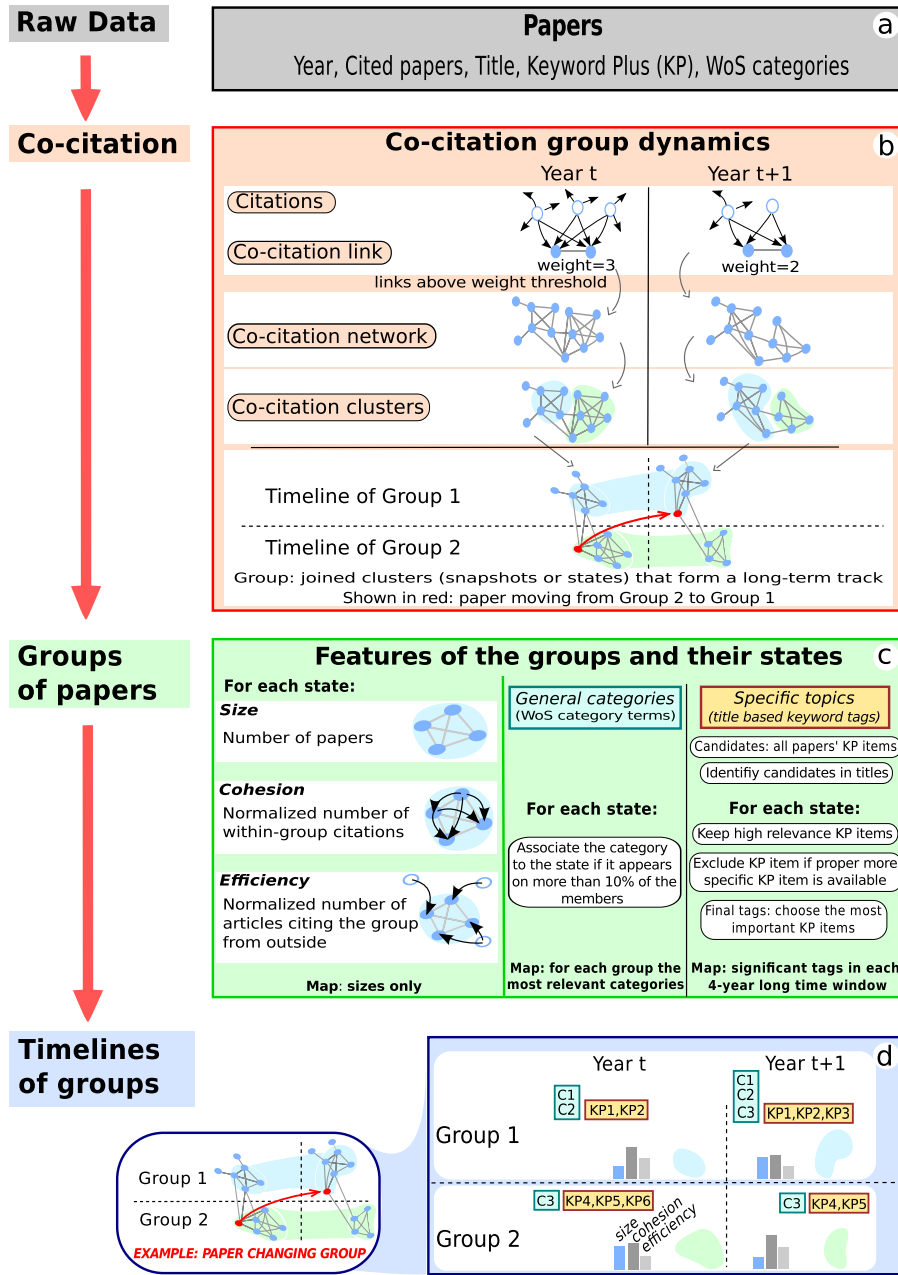 Raw Data
a
Papers
Year, Cited papers, Title, Keyword Plus (KP), WoS categories
Co-citation
b
Co-citation group dynamics
Year t
Year t+1
Citations
Co-citation link
weight=3
weight=2
links above weight threshold
Co-citation network
Co-citation clusters
Timeline of Group 1
Timeline of Group 2
Group: joined clusters (snapshots or states) that form a long-term track
Shown in red: paper moving from Group 2 to Group 1
Groups
of papers
c
Features of the groups and their states
For each state:
Size
Number of papers
Cohesion
Normalized number of
within-group citations
Efficiency
Normalized number of
articles citing the group
from outside
Map: sizes only
General categories
(WoS category terms)
For each state:
Associate the category
to the state if it appears
on more than 10% of the
members
Map: for each group the
most relevant categories
Specific topics
(title based keyword tags)
Candidates: all papers' KP items
Identifiy candidates in titles
For each state:
Keep high relevance KP items
Exclude KP item if proper more
specific KP item is available
Final tags: choose the most
important KP items
Map: significant tags in each
4-year long time window
Timelines
of groups
d
Year t
Year t+1
Group 1
C1
C2
KP1,KP2
C1
C2
C3
KP1,KP2,KP3
Group 2
C3
KP4,KP5,KP6
size
cohesion
efficiency
C3
KP4,KP5
Group 1
Group 2
EXAMPLE: PAPER CHANGING GROUP